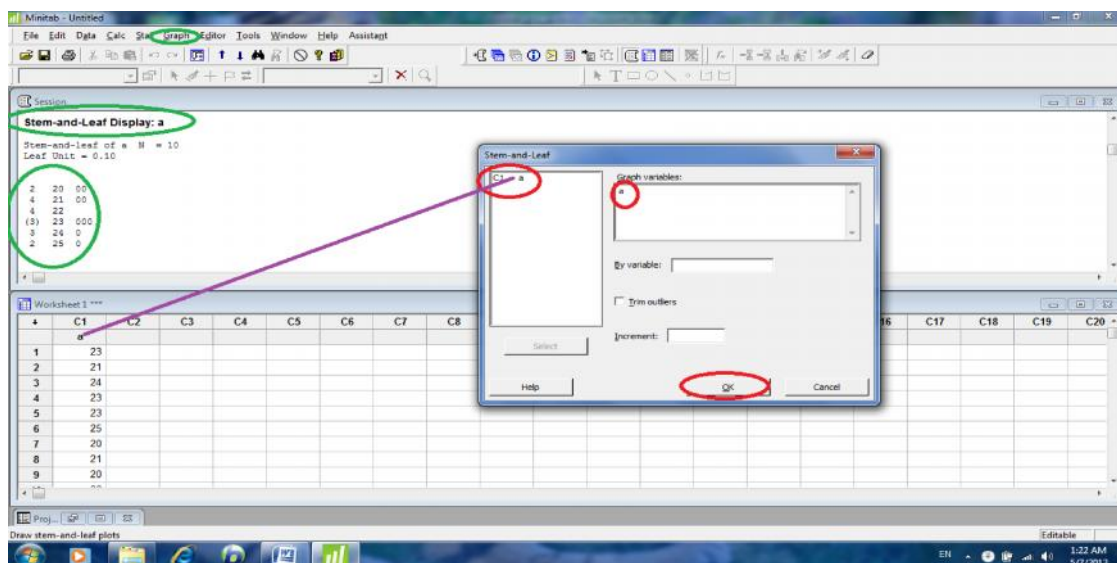 Minitab - Untitled
File Edit Data Calc Stat Graph Editor Tools Window Help Assistant
Session
Stem-and-Leaf Display: a
Stem-and-leaf of a N = 10
Leaf Unit = 0.10
2 20 00
4 21 00
4 22
(3) 23 000
3 24 0
2 25 0
Stem-and-Leaf
C1 a
Graph variables:
a
By variable:
Trim outliers
Increment:
Select
Help OK Cancel
Worksheet 1 ***
C1 C2 C3 C4 C5 C6 C7 C8 16 C17 C18 C19 C20
a
1 23
2 21
3 24
4 23
5 23
6 25
7 20
8 21
9 20
Proj...
Draw stem-and-leaf plots
Editable
EN 1:22 AM
5/7/2013